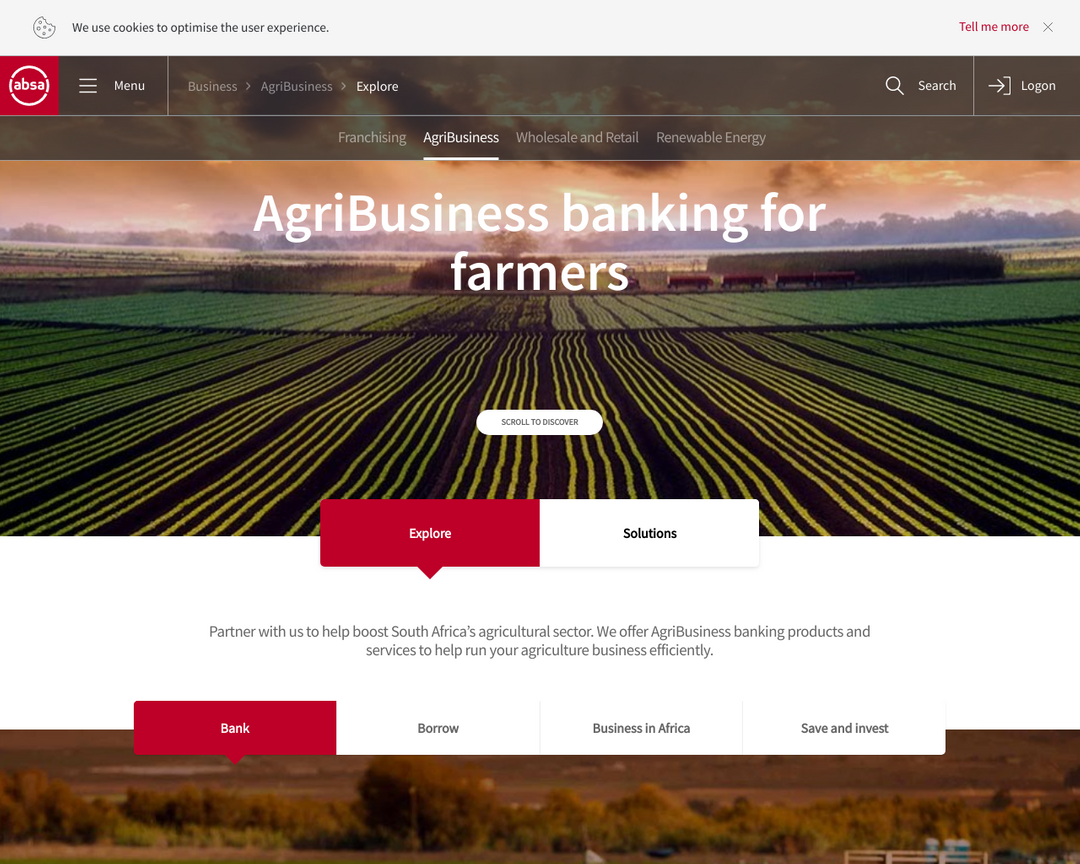 We use cookies to optimise the user experience.
Tell me more
absa
Menu
Business
AgriBusiness
Explore
Search
Logon
Franchising
AgriBusiness
Wholesale and Retail
Renewable Energy
AgriBusiness banking for
farmers
SCROLL TO DISCOVER
Explore
Solutions
Partner with us to help boost South Africa’s agricultural sector. We offer AgriBusiness banking products and
services to help run your agriculture business efficiently.
Bank
Borrow
Business in Africa
Save and invest